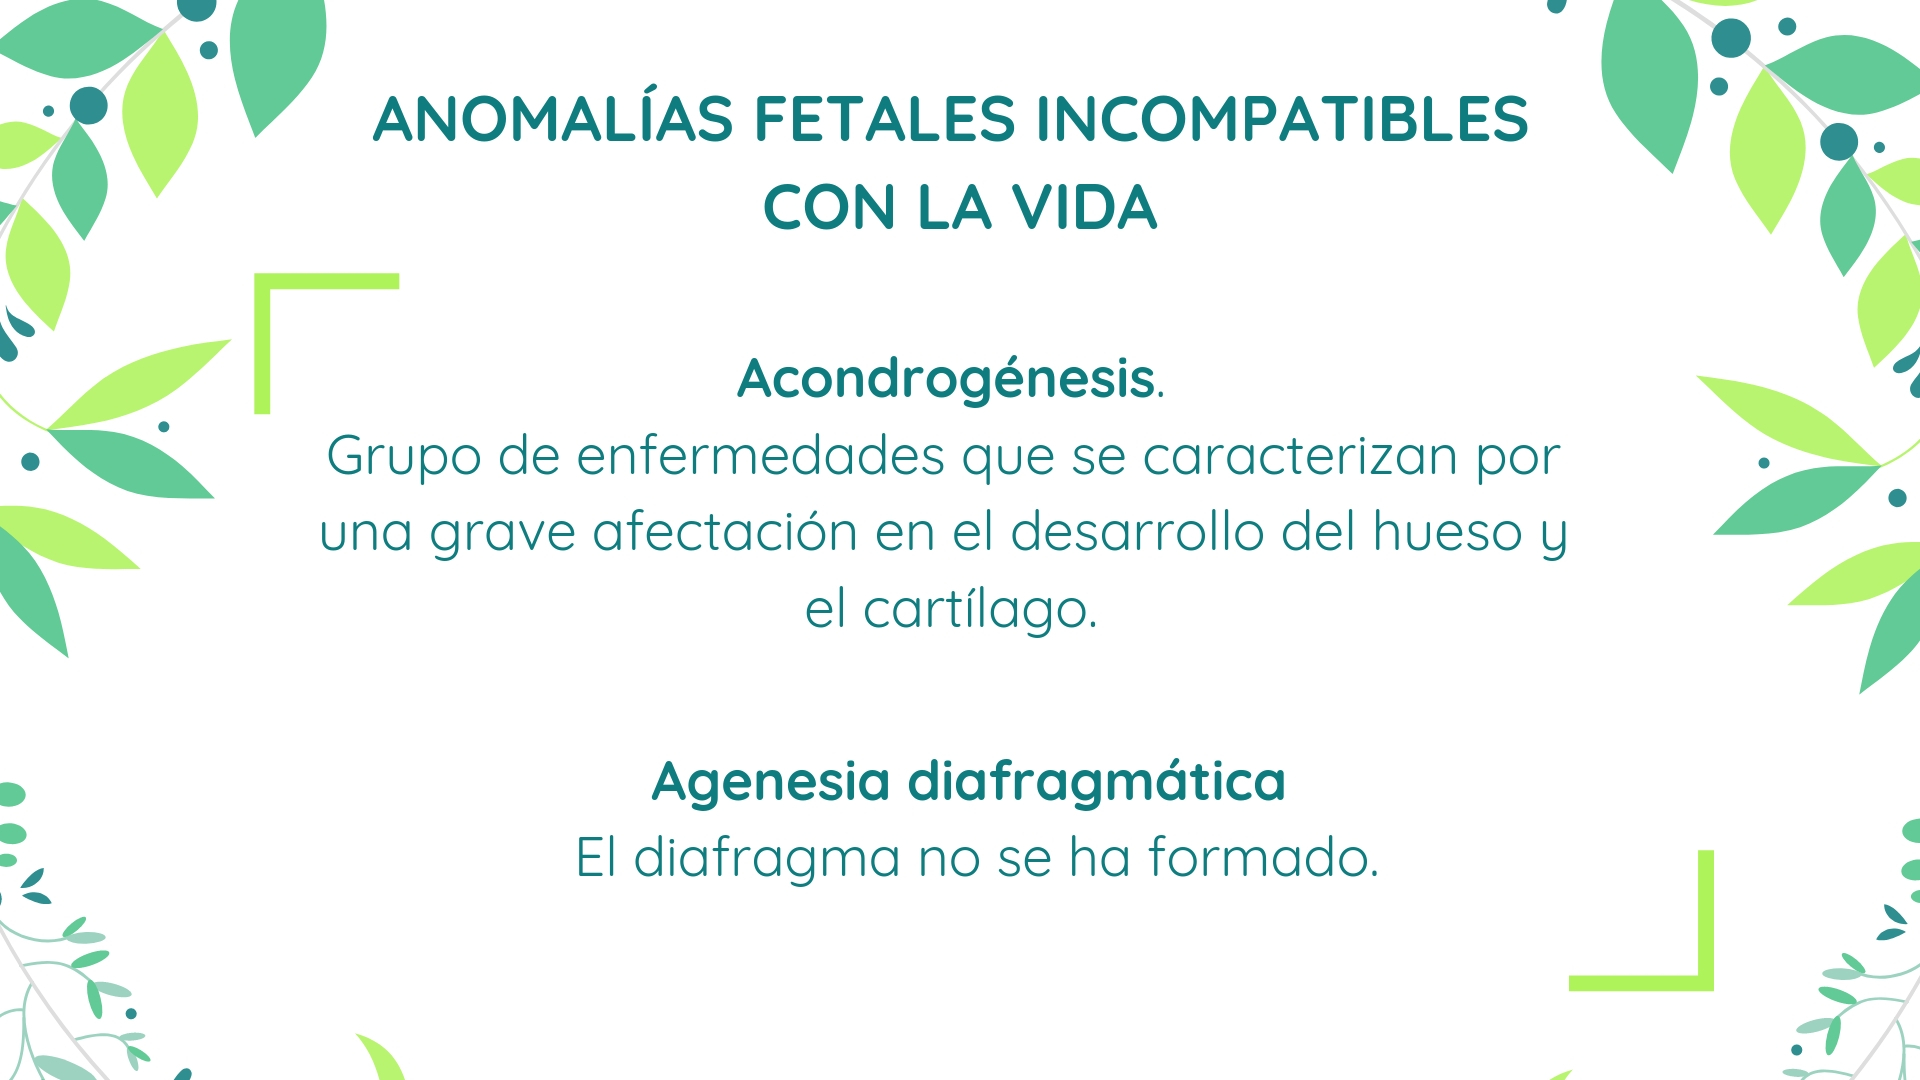 ANOMALÍAS FETALES INCOMPATIBLES
CON LA VIDA
Acondrogénesis.
Grupo de enfermedades que se caracterizan por
una grave afectación en el desarrollo del hueso y
el cartílago.
Agenesia diafragmática
El diafragma no se ha formado.